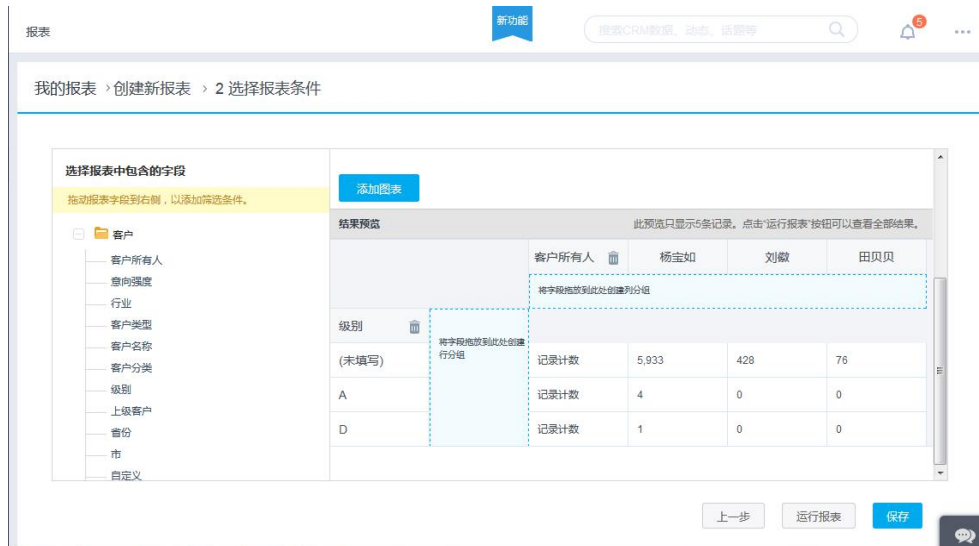 报表
新功能
搜索CRM数据、动态、话题等
5
我的报表 › 创建新报表 › 2 选择报表条件
选择报表中包含的字段
拖动报表字段到右侧，以添加筛选条件。
客户
客户所有人
意向强度
行业
客户类型
客户名称
客户分类
级别
上级客户
省份
市
自定义
添加图表
结果预览 此预览只显示5条记录。点击“运行报表”按钮可以查看全部结果。
客户所有人 杨宝如 刘徽 田贝贝
将字段拖放到此处创建列分组
级别
将字段拖放到此处创建
行分组
(未填写) 记录计数 5,933 428 76
A 记录计数 4 0 0
D 记录计数 1 0 0
上一步 运行报表 保存